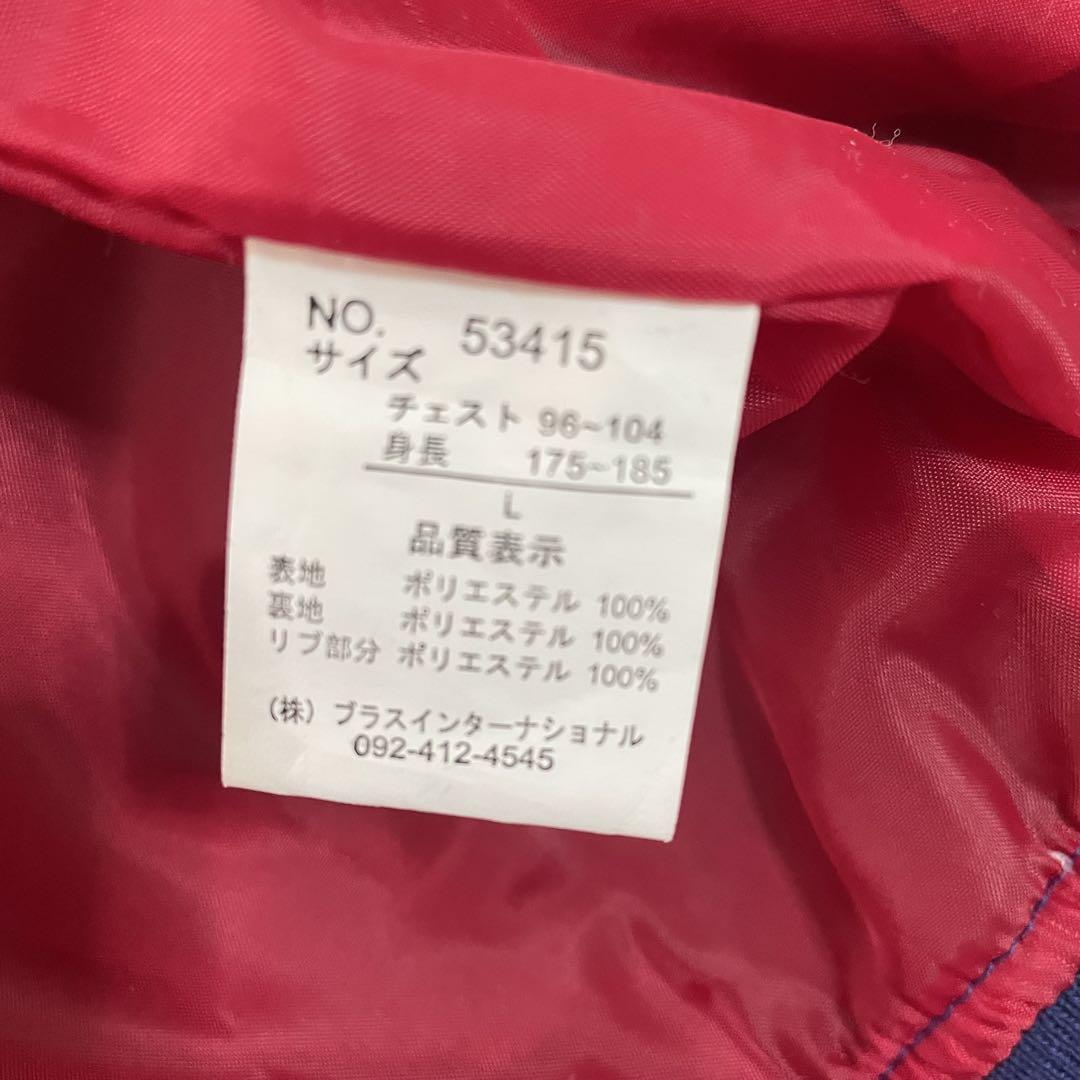 NO. 53415
サイズ
チェスト 96~104
身長 175~185
L
品質表示
表地 ポリエステル 100%
裏地 ポリエステル 100%
リブ部分 ポリエステル 100%
(株) ブラスインターナショナル
092-412-4545